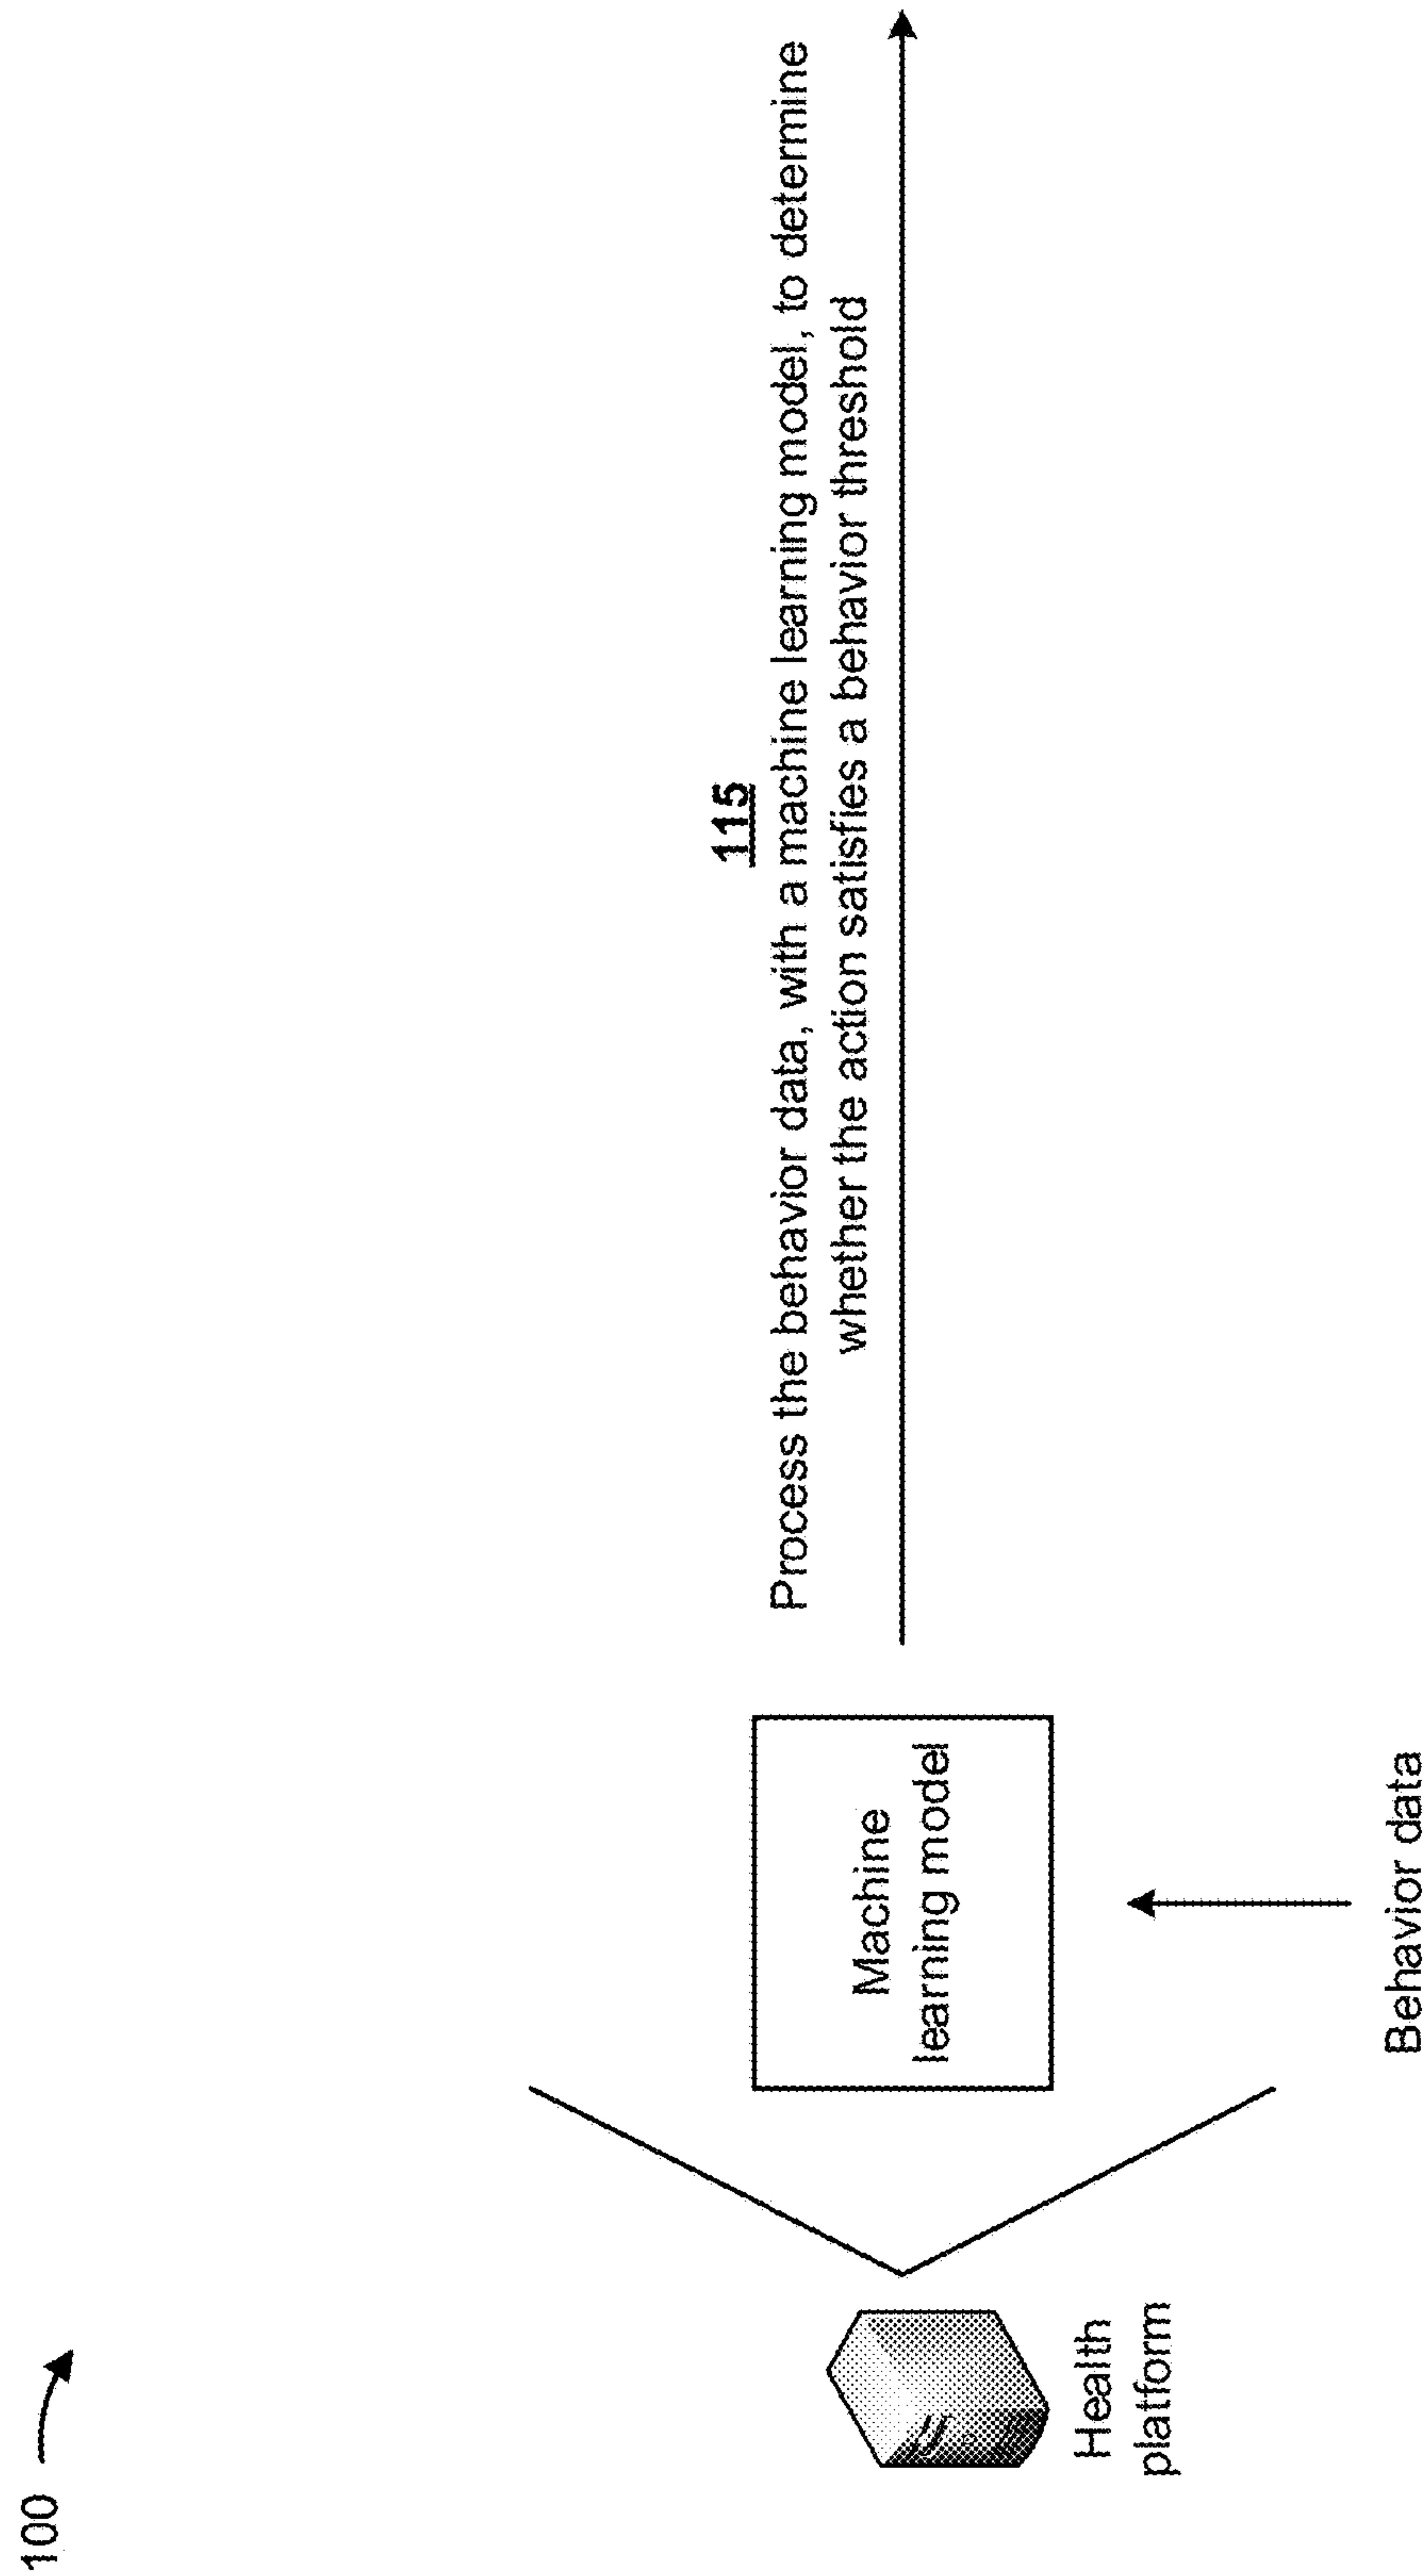 100
115
Process the behavior data, with a machine learning model, to determine
whether the action satisfies a behavior threshold
Machine
learning model
Health
platform
Behavior data